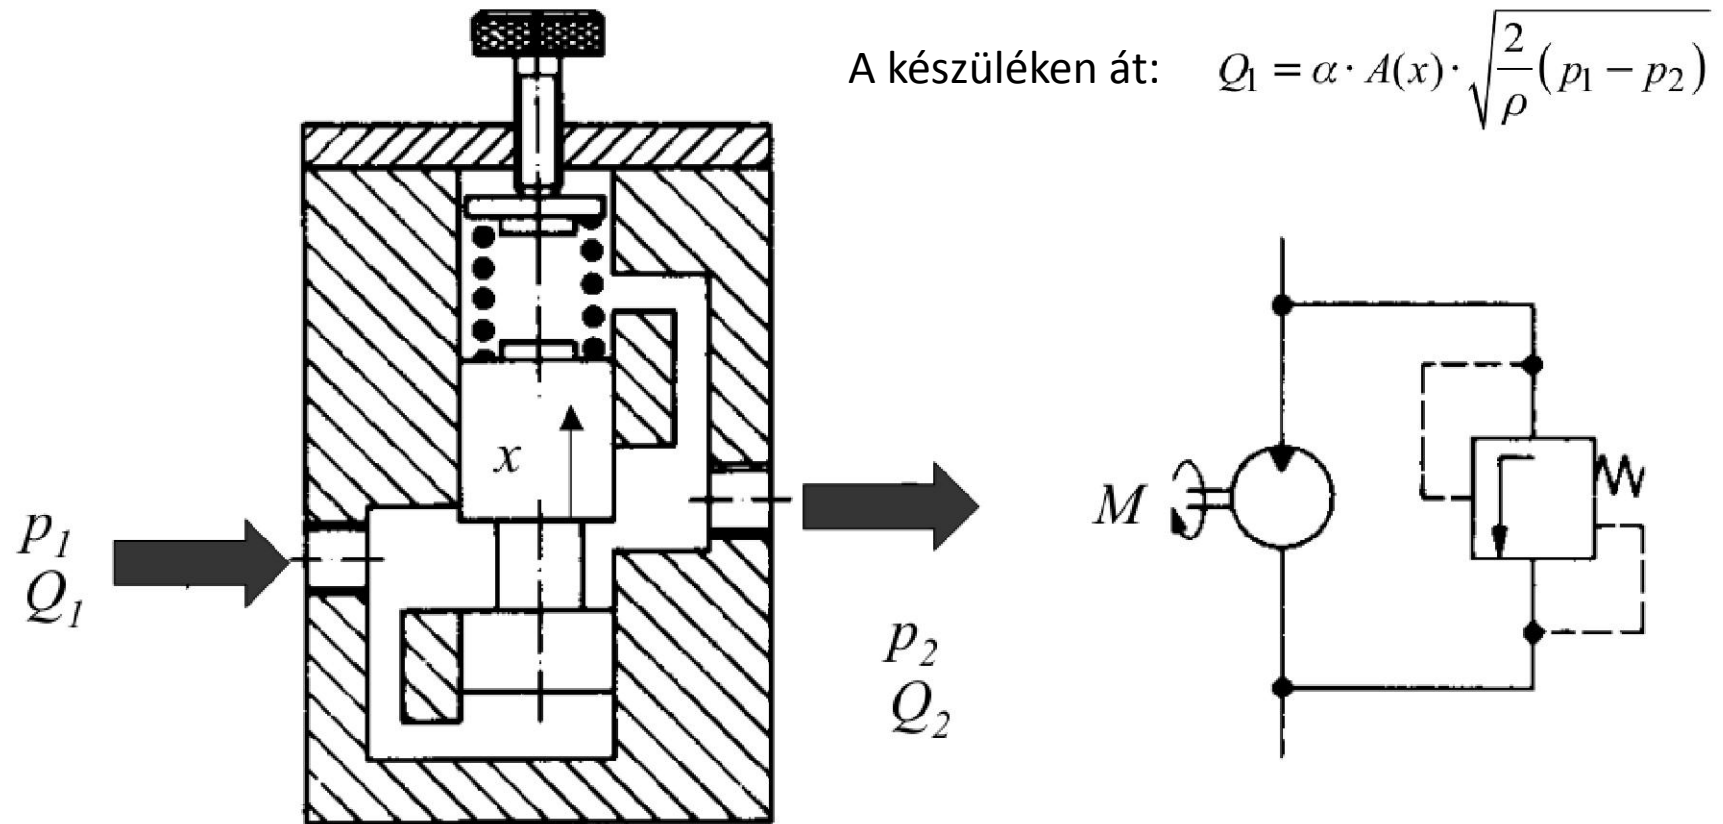 A készüléken át: Q₁ = α · A(x) · √(2/ρ (p₁ − p₂))
x
p₁
Q₁
p₂
Q₂
M